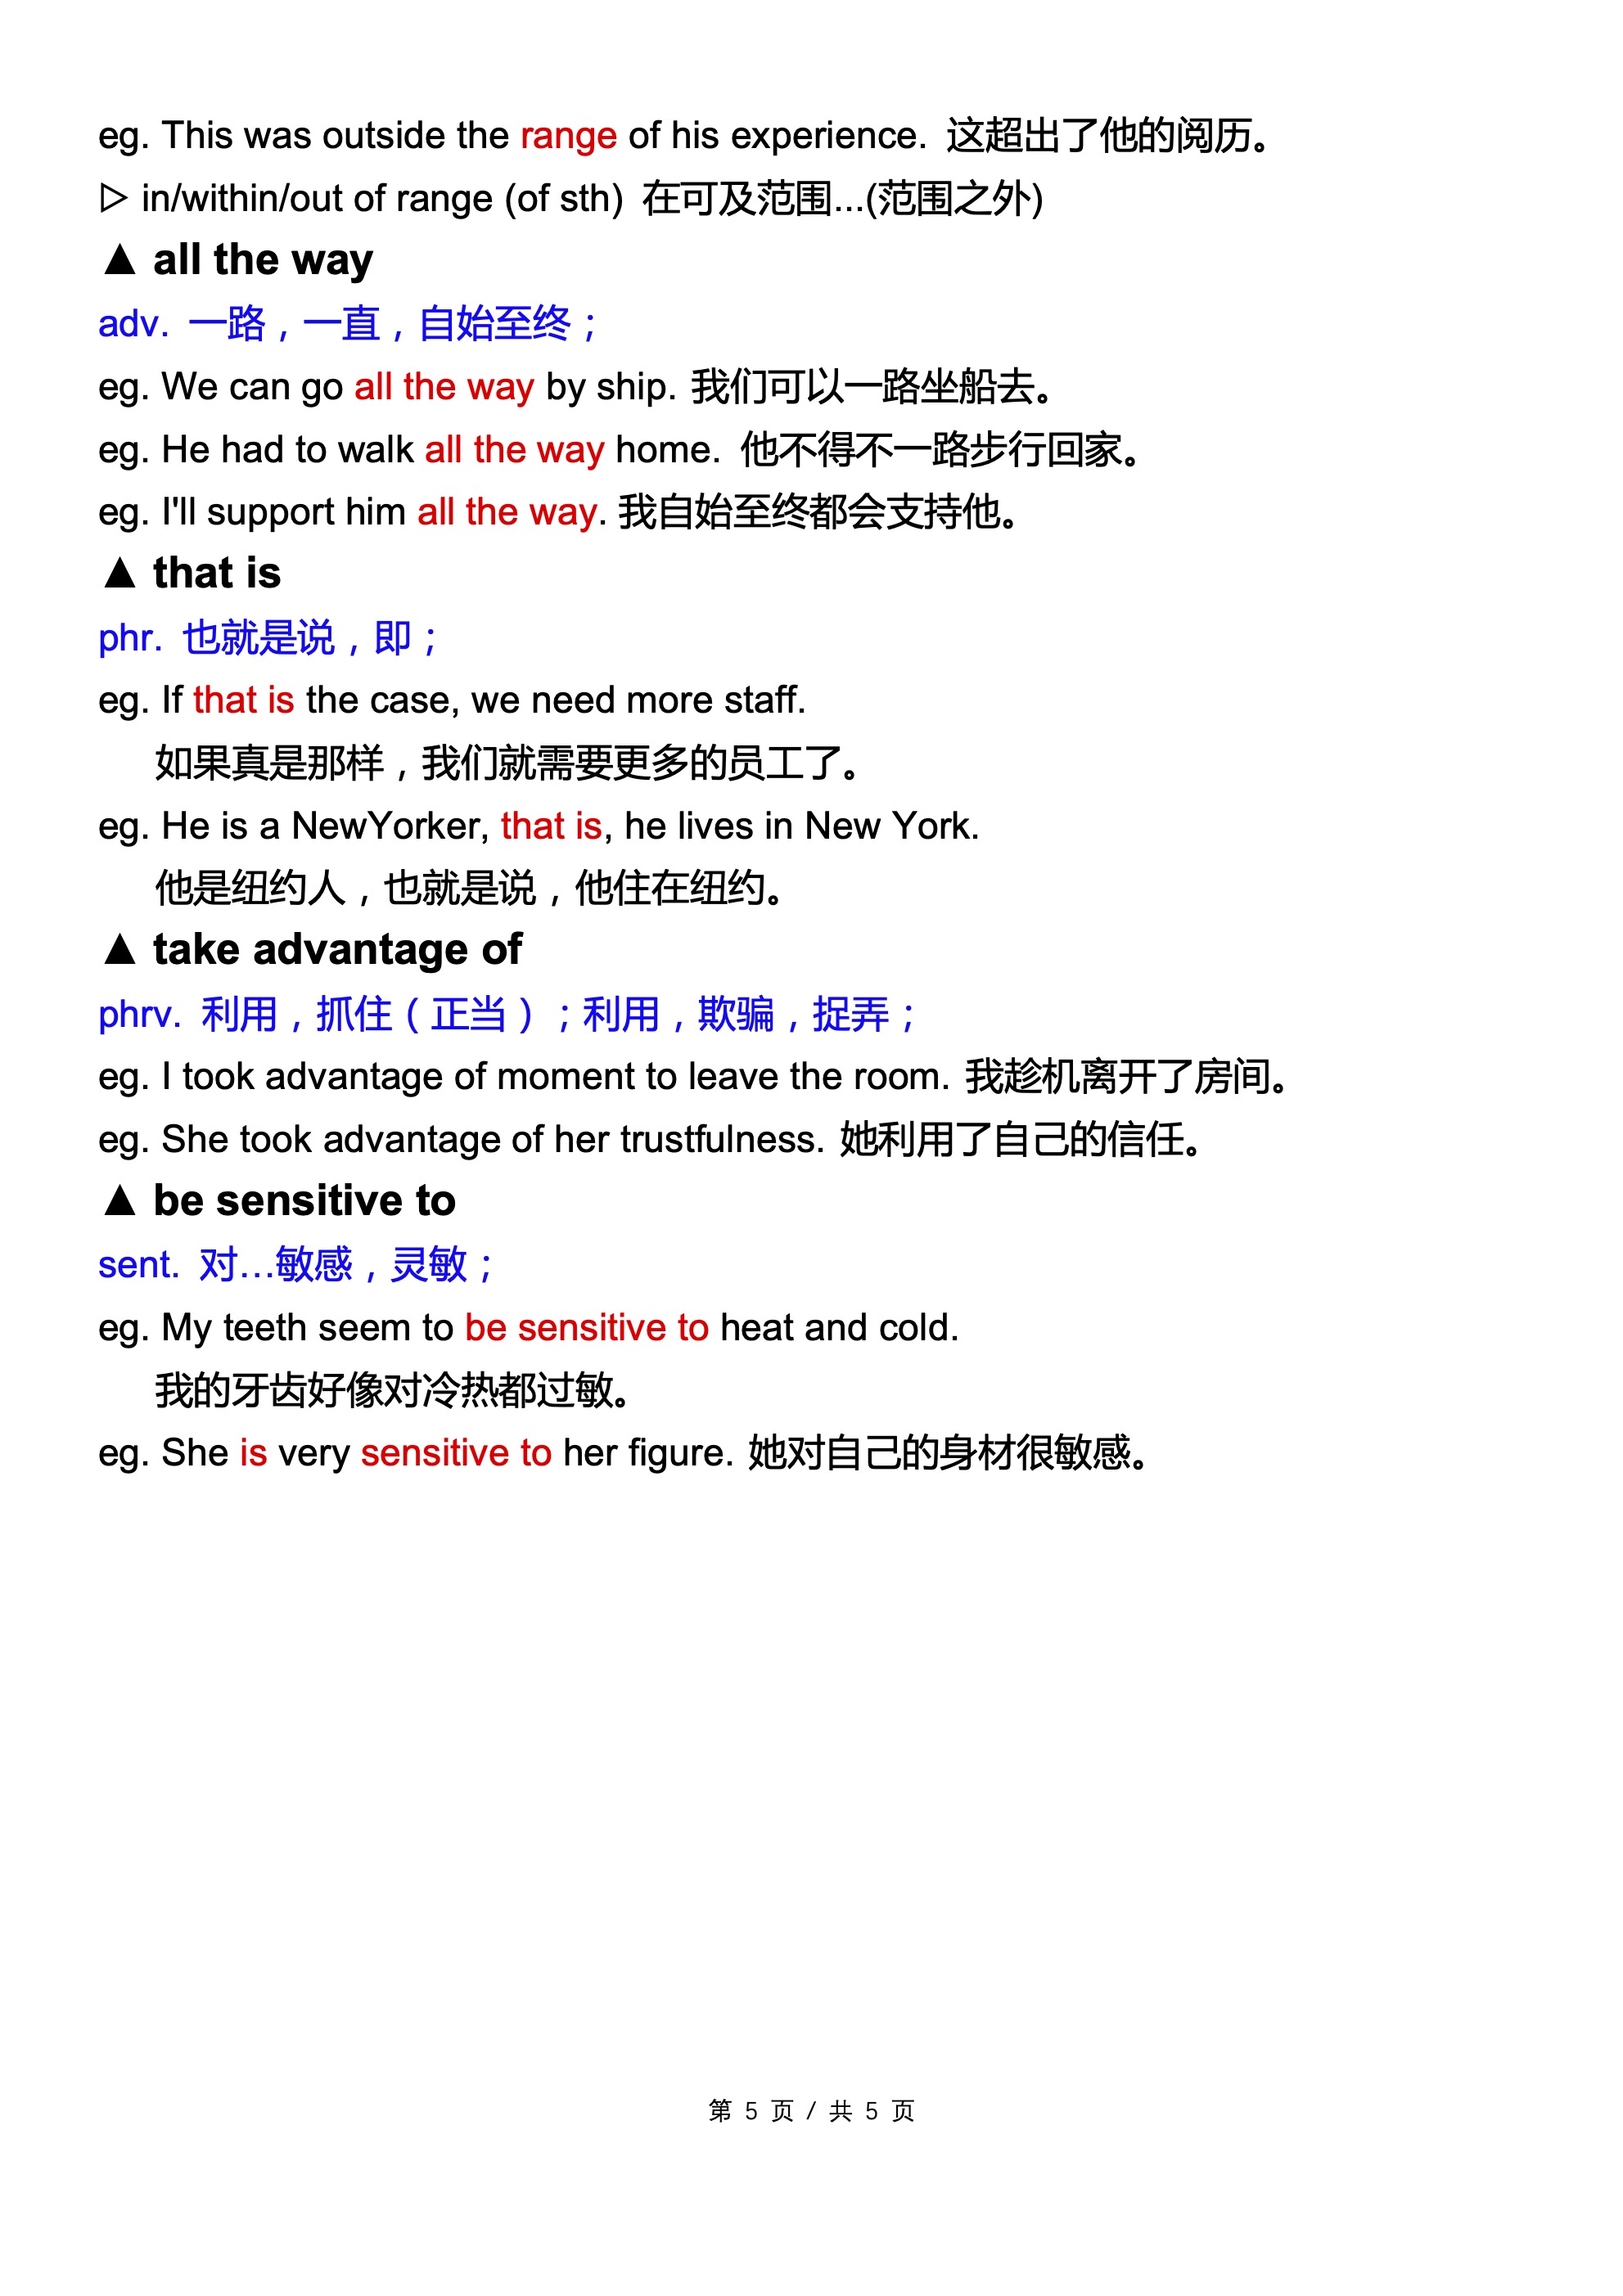 eg. This was outside the range of his experience. 这超出了他的阅历。
▷ in/within/out of range (of sth) 在可及范围...(范围之外)
▲ all the way
adv. 一路，一直，自始至终；
eg. We can go all the way by ship. 我们可以一路坐船去。
eg. He had to walk all the way home. 他不得不一路步行回家。
eg. I'll support him all the way. 我自始至终都会支持他。
▲ that is
phr. 也就是说，即；
eg. If that is the case, we need more staff.
如果真是那样，我们就需要更多的员工了。
eg. He is a NewYorker, that is, he lives in New York.
他是纽约人，也就是说，他住在纽约。
▲ take advantage of
phrv. 利用，抓住（正当）；利用，欺骗，捉弄；
eg. I took advantage of moment to leave the room. 我趁机离开了房间。
eg. She took advantage of her trustfulness. 她利用了自己的信任。
▲ be sensitive to
sent. 对…敏感，灵敏；
eg. My teeth seem to be sensitive to heat and cold.
我的牙齿好像对冷热都过敏。
eg. She is very sensitive to her figure. 她对自己的身材很敏感。
第 5 页 / 共 5 页